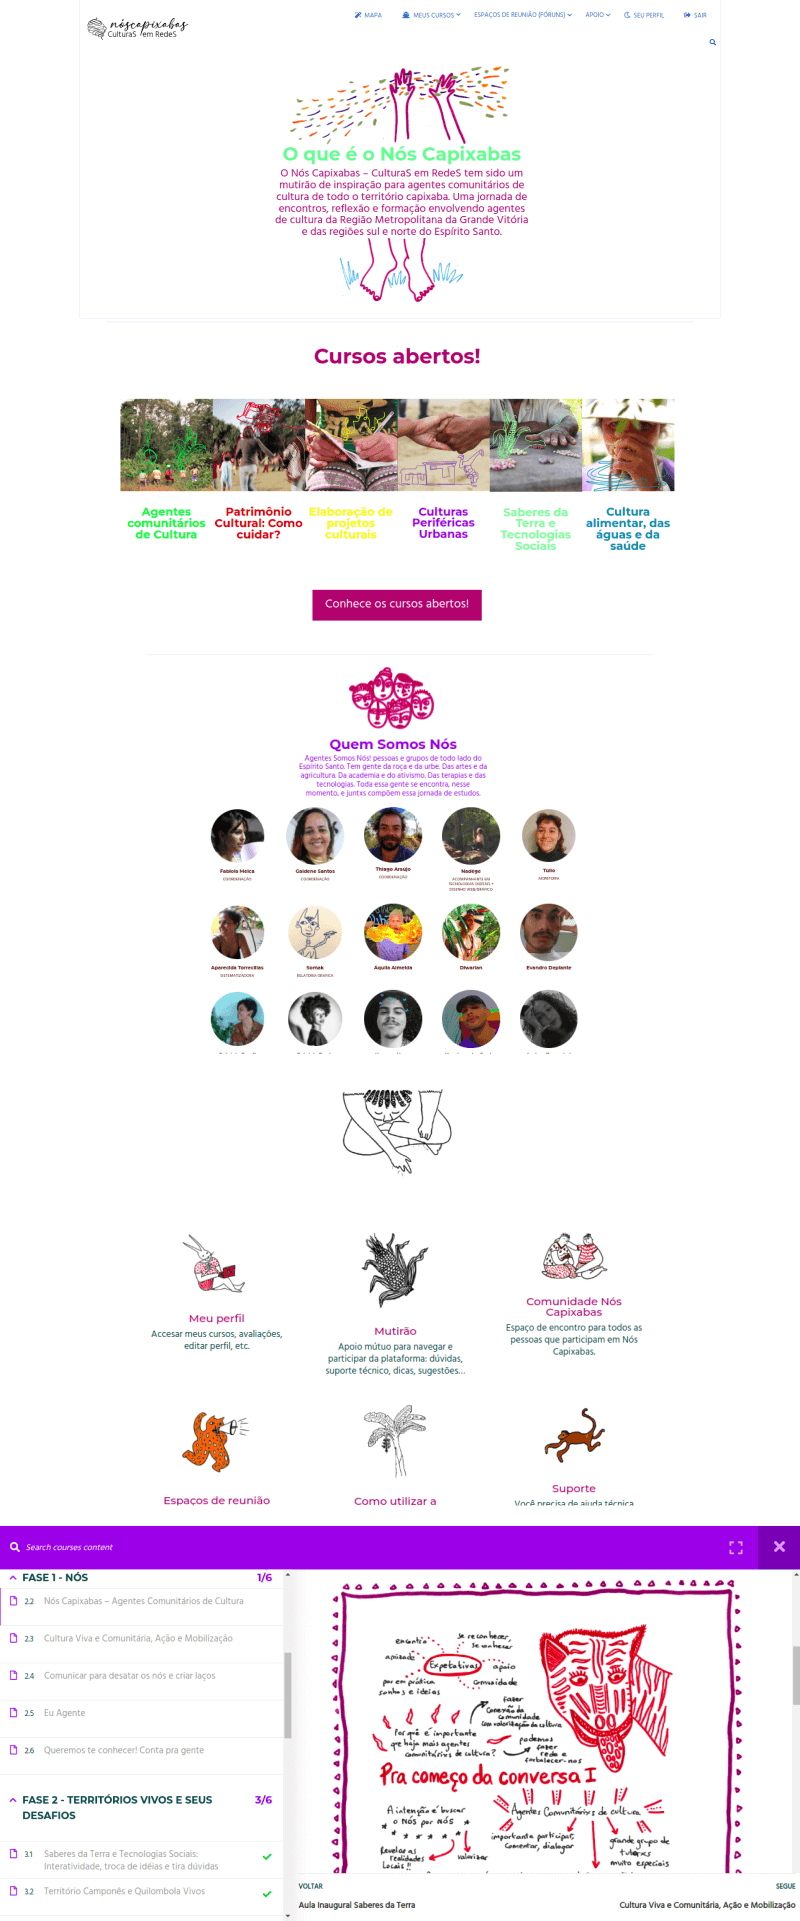 nóscapixabas
CulturaS em RedeS
MAPA
MEUS CURSOS
ESPAÇOS DE REUNIÃO (FÓRUNS)
APOIO
SEU PERFIL
SAIR
O que é o Nós Capixabas
O Nós Capixabas – CulturaS em RedeS tem sido um
mutirão de inspiração para agentes comunitários de
cultura de todo o território capixaba. Uma jornada de
encontros, reflexão e formação envolvendo agentes
de cultura da Região Metropolitana da Grande Vitória
e das regiões sul e norte do Espírito Santo.
Cursos abertos!
Agentes
comunitários
de Cultura
Patrimônio
Cultural: Como
cuidar?
Elaboração de
projetos
culturais
Culturas
Periféricas
Urbanas
Saberes da
Terra e
Tecnologias
Sociais
Cultura
alimentar, das
águas e da
saúde
Conhece os cursos abertos!
Quem Somos Nós
Agentes Somos Nós! pessoas e grupos de todo lado do
Espírito Santo. Tem gente da roça e da urbe. Das artes e da
agricultura. Da academia e do ativismo. Das terapias e das
tecnologias. Toda essa gente se encontra, nesse
momento, e juntxs compõem essa jornada de estudos.
Galdene Santos
COORDENAÇÃO
Thiago Araújo
COORDENAÇÃO
Nadège
Tulio
MONITORIA
COORDENAÇÃO
Aparecida Torrecillas
SISTEMATIZADORA
Somak
RELATORIA GRÁFICA
Áquila Almeida
Diwarian
Evandro Deplante
Meu perfil
Accesar meus cursos, avaliações,
editar perfil, etc.
Mutirão
Apoio mútuo para navegar e
participar da plataforma: dúvidas,
suporte técnico, dicas, sugestões...
Comunidade Nós
Capixabas
Espaço de encontro para todos as
pessoas que participam em Nós
Capixabas.
Espaços de reunião
Como utilizar a
Suporte
Você precisa de ajuda técnica
Search courses content
FASE 1 - NÓS
1/6
2.2 Nós Capixabas – Agentes Comunitários de Cultura
2.3 Cultura Viva e Comunitária, Ação e Mobilização
2.4 Comunicar para desatar os nós e criar laços
2.5 Eu Agente
2.6 Queremos te conhecer! Conta pra gente
FASE 2 - TERRITÓRIOS VIVOS E SEUS
DESAFIOS
3/6
3.1 Saberes da Terra e Tecnologias Sociais:
Interatividade, troca de idéias e tira dúvidas
3.2 Território Camponês e Quilombola Vivos
encontro
se reconhecer,
se conhecer
amizade
Expetativas
apoio
por em prática
sonhos e ideias
comunidade
fazer
conexão da
comunidade
com valorização da cultura
Por quê é importante
que haja mais agentes
comunitárixs de cultura?
podemos
fazer
rede e
fortalecer-nos
Pra começo da conversa I
A intenção é buscar
o NOS por NÓS
Revelar as
realidades
locais!!
valorizar
Agentes Comunitárixs de cultura
importante participar,
comentar, dialogar
grande grupo de
tutorxs
muito especiais
VOLTAR
Aula Inaugural Saberes da Terra
SEGUE
Cultura Viva e Comunitária, Ação e Mobilização